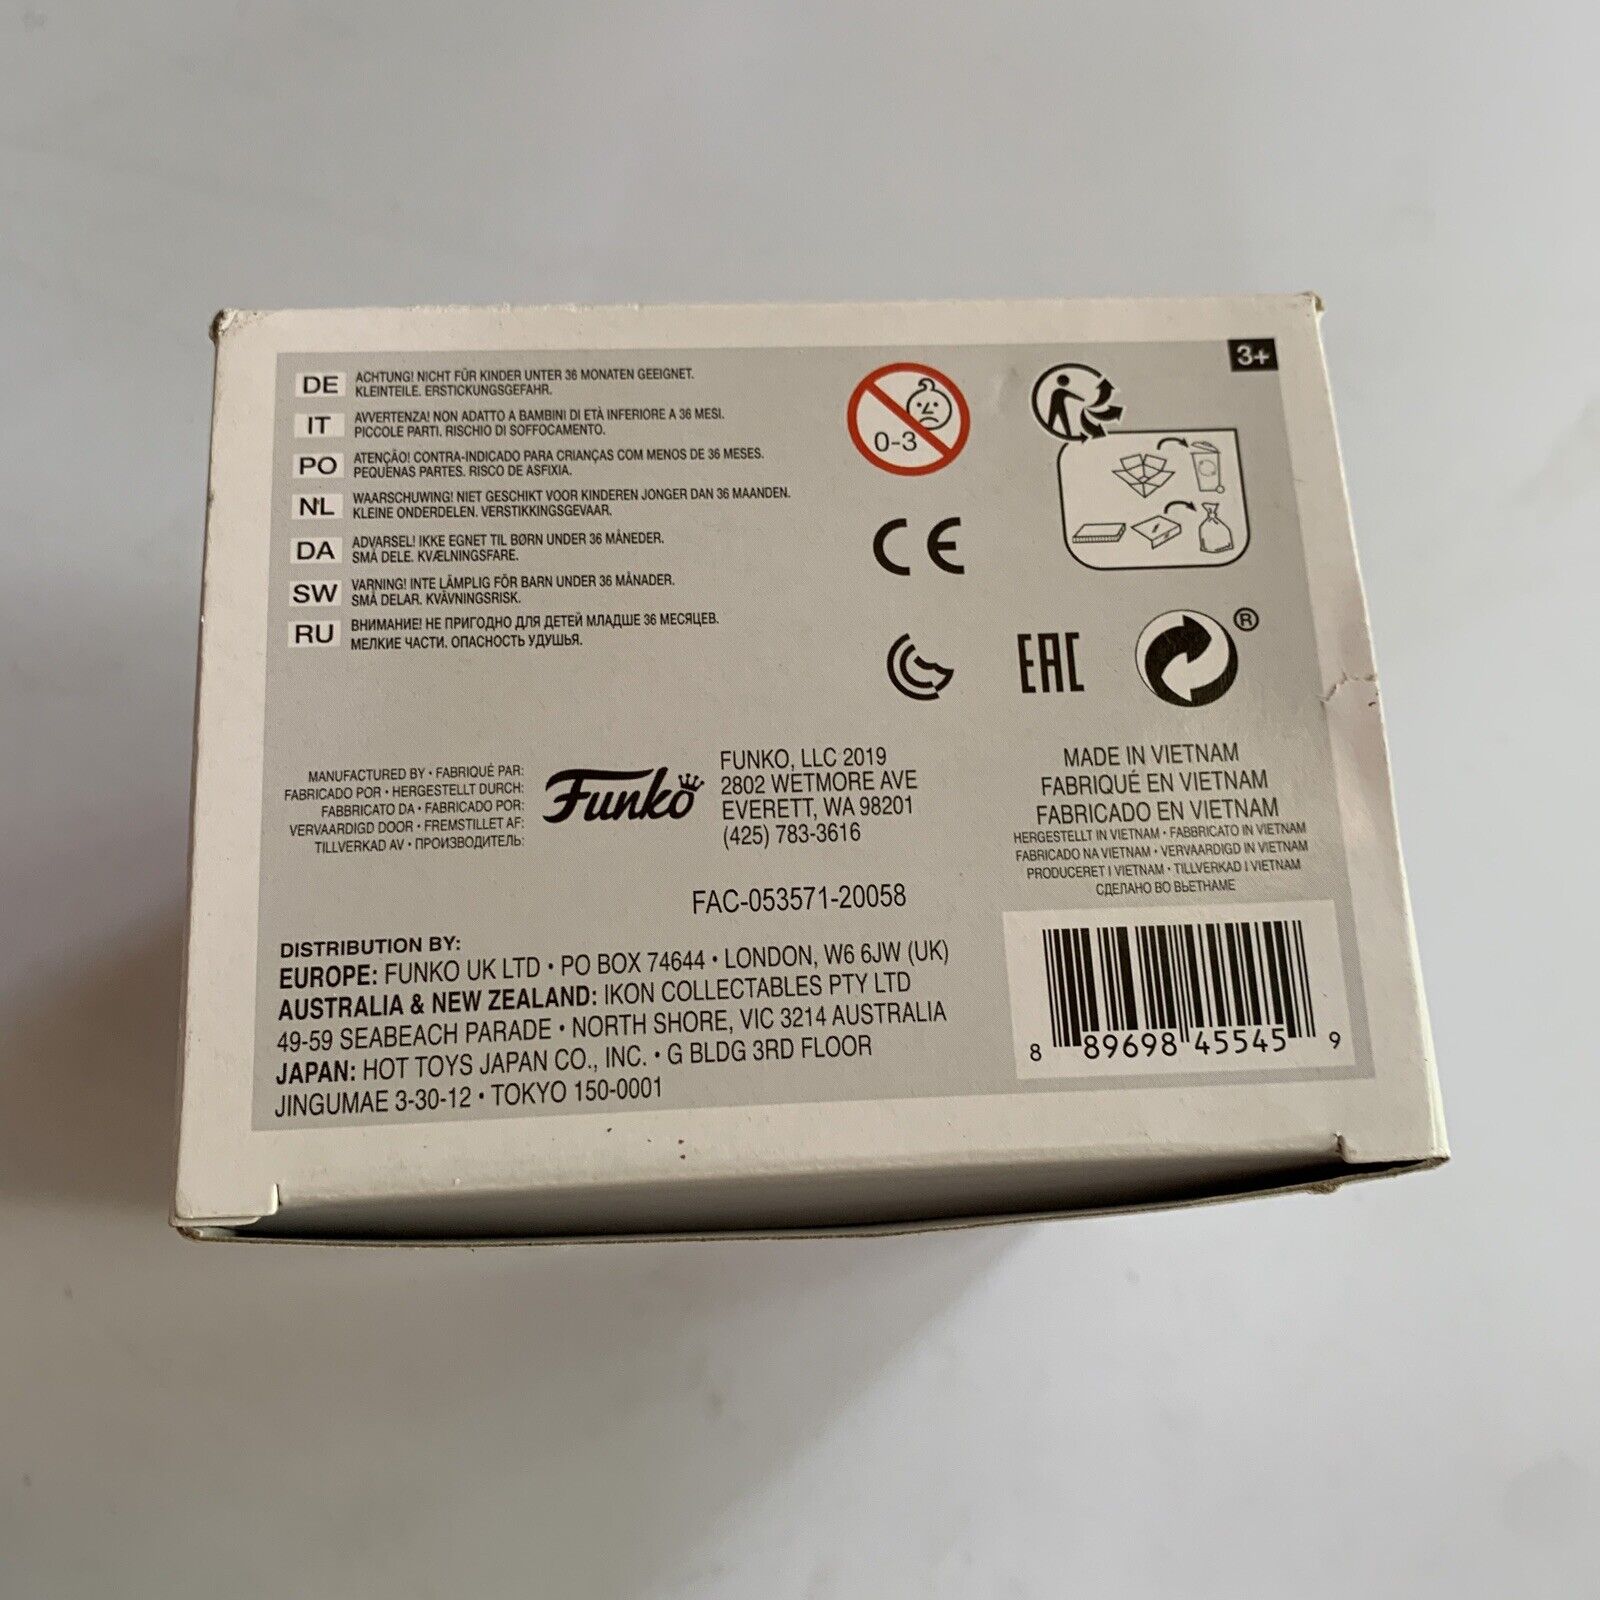 3+
DE ACHTUNG! NICHT FÜR KINDER UNTER 36 MONATEN GEEIGNET.
KLEINTEILE. ERSTICKUNGSGEFAHR.
IT AVVERTENZA! NON ADATTO A BAMBINI DI ETÀ INFERIORE A 36 MESI.
PICCOLE PARTI. RISCHIO DI SOFFOCAMENTO.
PO ATENÇÃO! CONTRA-INDICADO PARA CRIANÇAS COM MENOS DE 36 MESES.
PEQUENAS PARTES. RISCO DE ASFIXIA.
NL WAARSCHUWING! NIET GESCHIKT VOOR KINDEREN JONGER DAN 36 MAANDEN.
KLEINE ONDERDELEN. VERSTIKKINGSGEVAAR.
DA ADVARSEL! IKKE EGNET TIL BØRN UNDER 36 MÅNEDER.
SMÅ DELE. KVÆLNINGSFARE.
SW VARNING! INTE LÄMPLIG FÖR BARN UNDER 36 MÅNADER.
SMÅ DELAR. KVÄVNINGSRISK.
RU ВНИМАНИЕ! НЕ ПРИГОДНО ДЛЯ ДЕТЕЙ МЛАДШЕ 36 МЕСЯЦЕВ.
МЕЛКИЕ ЧАСТИ. ОПАСНОСТЬ УДУШЬЯ.
0-3
CE
EAC
®
MANUFACTURED BY • FABRIQUÉ PAR:
FABRICADO POR • HERGESTELLT DURCH:
FABBRICATO DA • FABRICADO POR:
VERVAARDIGD DOOR • FREMSTILLET AF:
TILLVERKAD AV • ПРОИЗВОДИТЕЛЬ:
Funko
FUNKO, LLC 2019
2802 WETMORE AVE
EVERETT, WA 98201
(425) 783-3616
MADE IN VIETNAM
FABRIQUÉ EN VIETNAM
FABRICADO EN VIETNAM
HERGESTELLT IN VIETNAM • FABBRICATO IN VIETNAM
FABRICADO NA VIETNAM • VERVAARDIGD IN VIETNAM
PRODUCERET I VIETNAM • TILLVERKAD I VIETNAM
СДЕЛАНО ВО ВЬЕТНАМЕ
FAC-053571-20058
DISTRIBUTION BY:
EUROPE: FUNKO UK LTD • PO BOX 74644 • LONDON, W6 6JW (UK)
AUSTRALIA & NEW ZEALAND: IKON COLLECTABLES PTY LTD
49-59 SEABEACH PARADE • NORTH SHORE, VIC 3214 AUSTRALIA
JAPAN: HOT TOYS JAPAN CO., INC. • G BLDG 3RD FLOOR
JINGUMAE 3-30-12 • TOKYO 150-0001
8 89698 45545 9